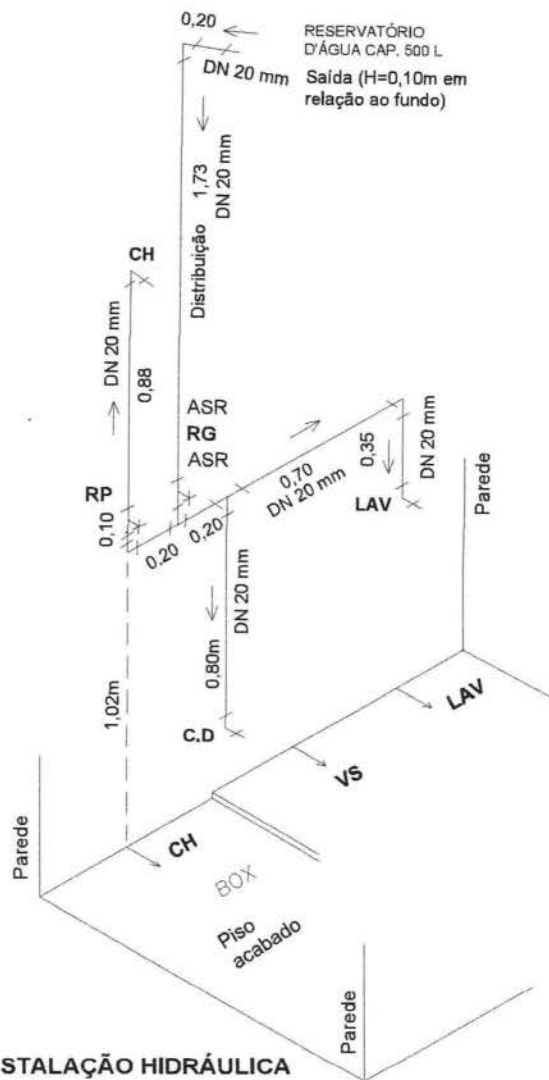 0,20
RESERVATÓRIO
D'ÁGUA CAP. 500 L
DN 20 mm
Saída (H=0,10m em
relação ao fundo)
1,73
DN 20 mm
Distribuição
CH
DN 20 mm
0,88
ASR
RG
ASR
RP
0,10
0,20
0,20
0,70
DN 20 mm
0,35
DN 20 mm
LAV
Parede
DN 20 mm
0,80m
C.D
1,02m
LAV
VS
CH
BOX
Piso
acabado
Parede
Parede
STALAÇÃO HIDRÁULICA